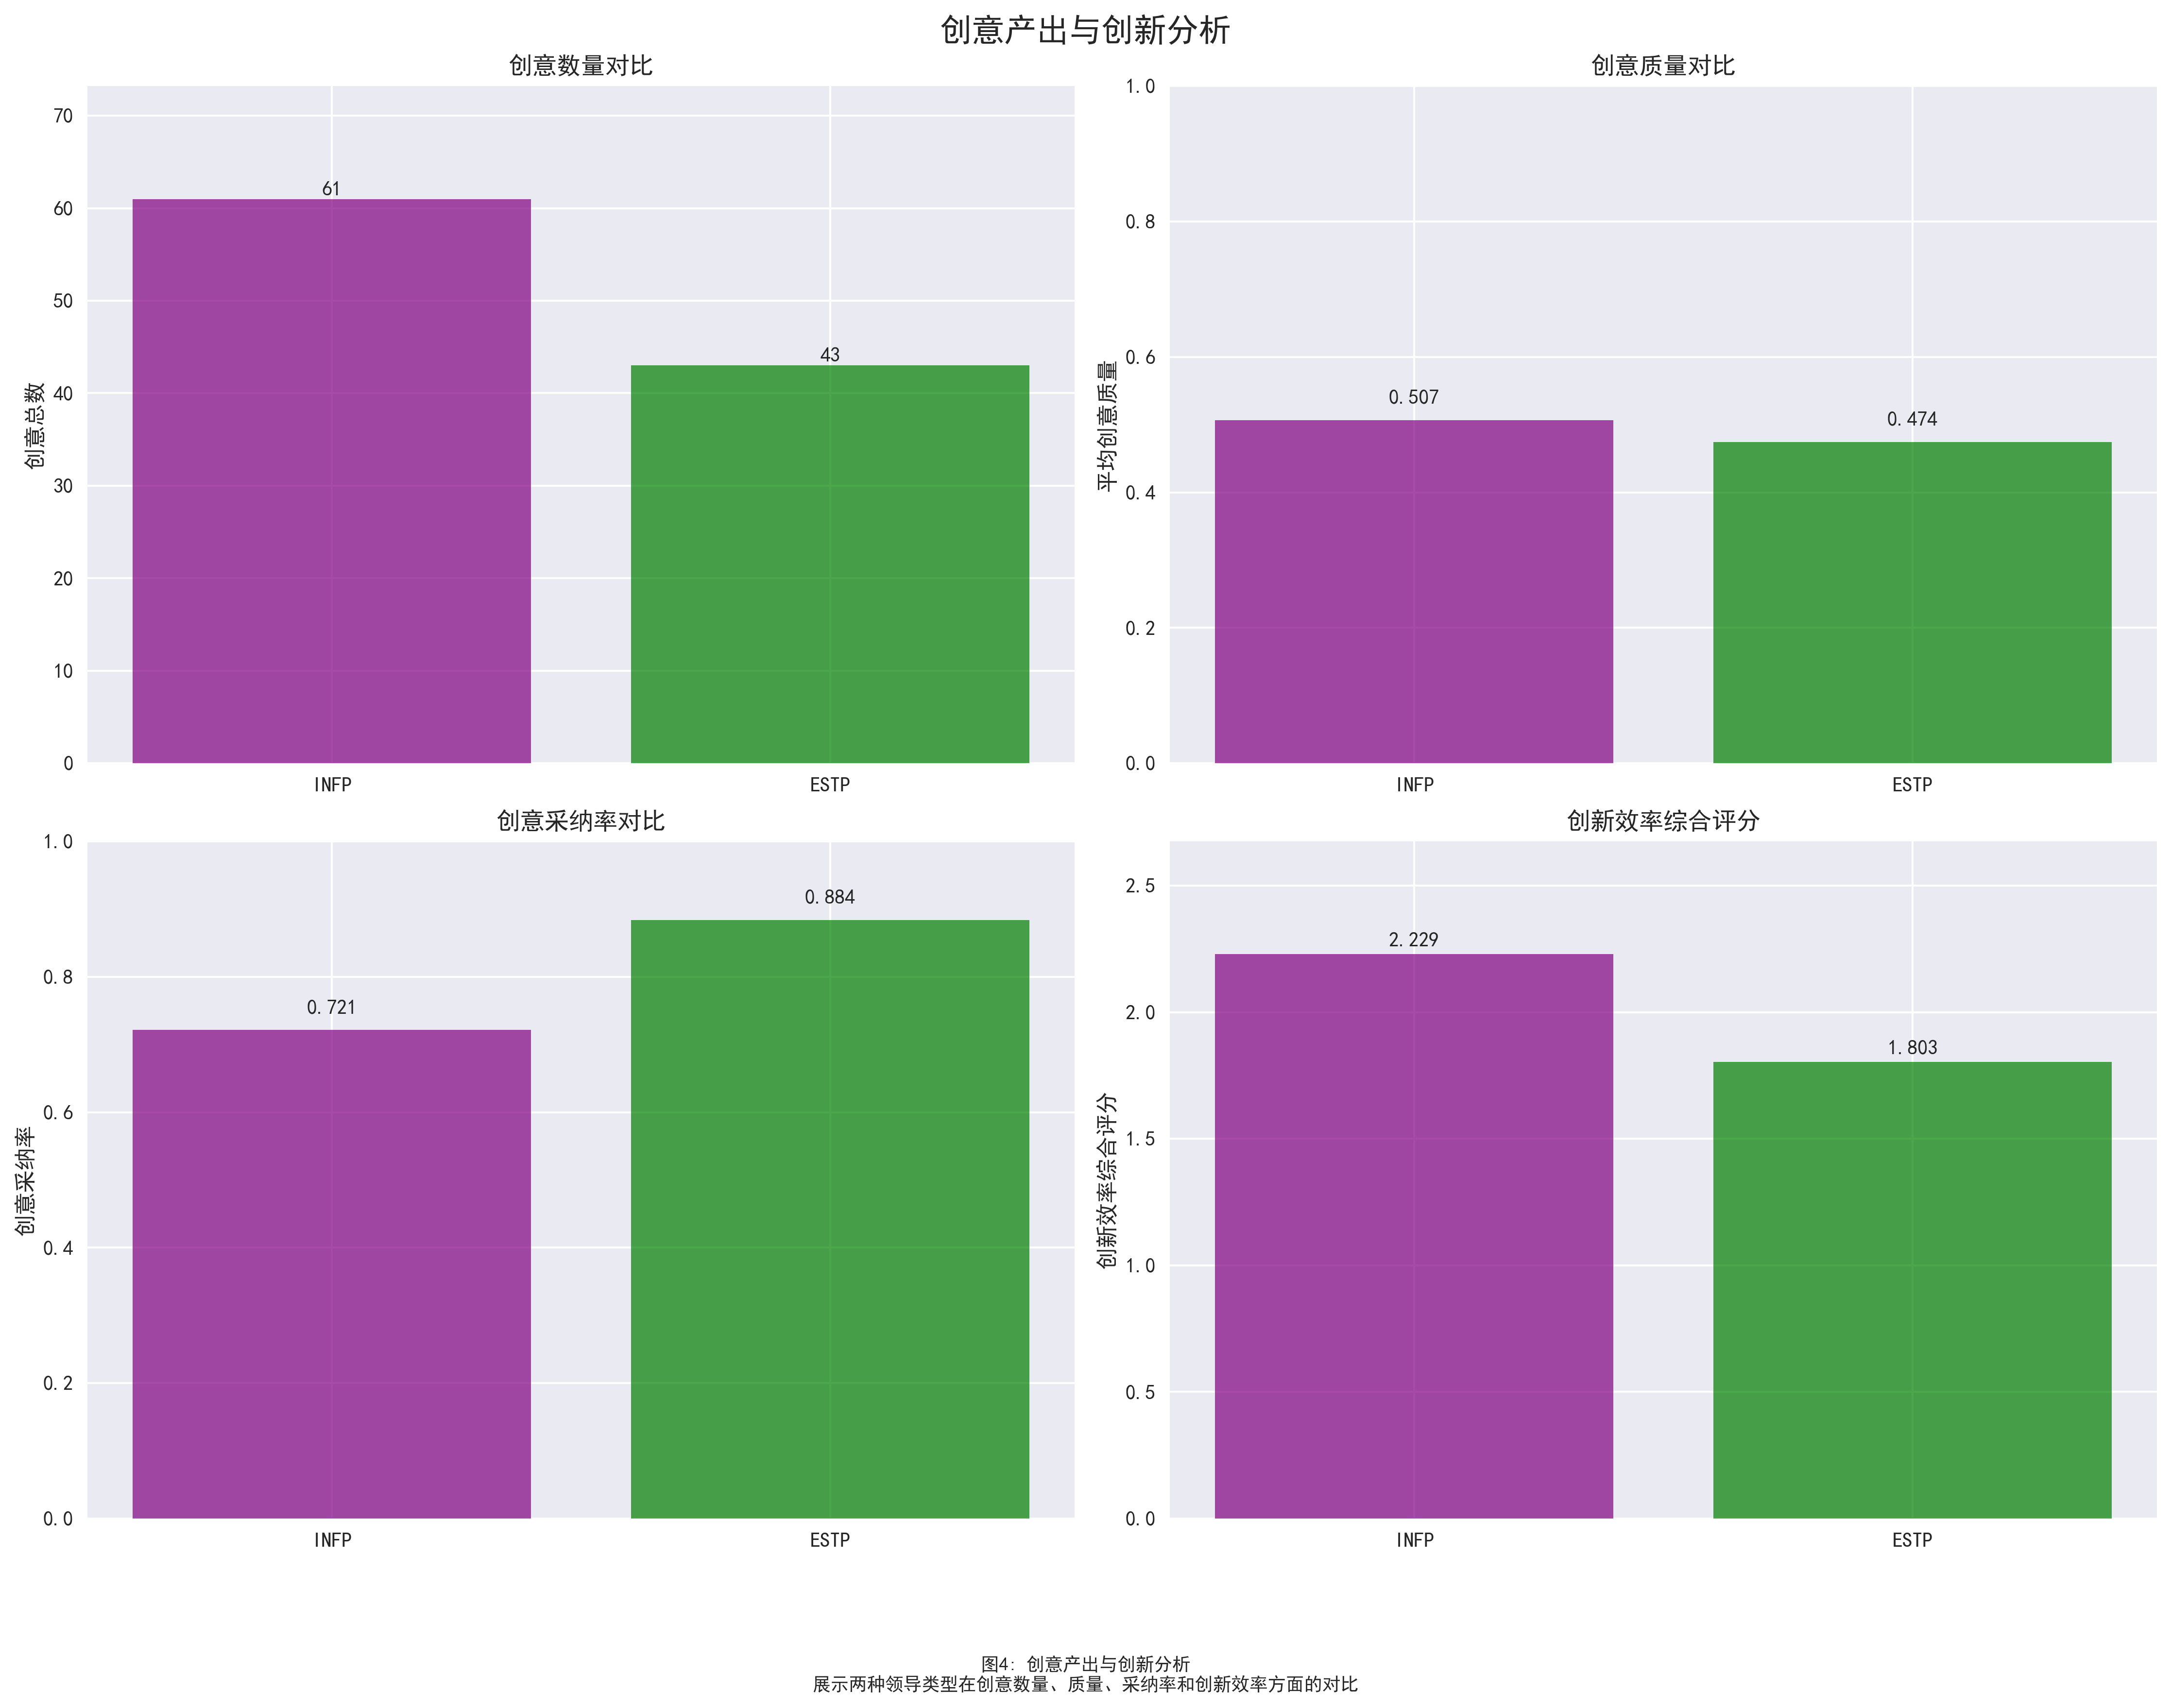 创意产出与创新分析
创意数量对比
70
60
50
40
30
20
10
0
创意总数
61
43
INFP
ESTP
创意质量对比
1.0
0.8
0.6
0.4
0.2
0.0
平均创意质量
0.507
0.474
INFP
ESTP
创意采纳率对比
1.0
0.8
0.6
0.4
0.2
0.0
创意采纳率
0.721
0.884
INFP
ESTP
创新效率综合评分
2.5
2.0
1.5
1.0
0.5
0.0
创新效率综合评分
2.229
1.803
INFP
ESTP
图4: 创意产出与创新分析
展示两种领导类型在创意数量、质量、采纳率和创新效率方面的对比